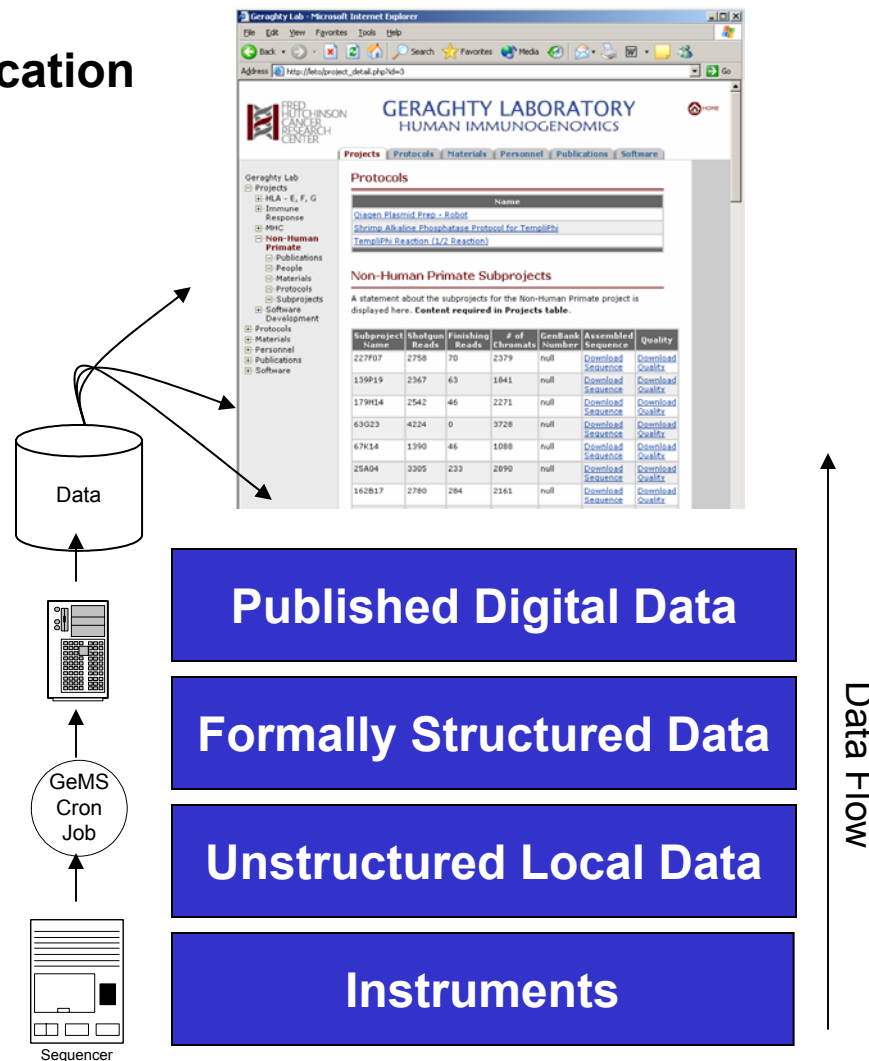 cation
Geraghty Lab - Microsoft Internet Explorer
File Edit View Favorites Tools Help
Back Search Favorites Media
Address http://leto/project_detail.php?id=3 Go
FRED
HUTCHINSON
CANCER
RESEARCH
CENTER
GERAGHTY LABORATORY
HUMAN IMMUNOGENOMICS
HOME
Projects Protocols Materials Personnel Publications Software
Geraghty Lab
Projects
HLA - E, F, G
Immune
Response
MHC
Non-Human
Primate
Publications
People
Materials
Protocols
Subprojects
Software
Development
Protocols
Materials
Personnel
Publications
Software
Protocols
Name
Qiagen Plasmid Prep - Robot
Shrimp Alkaline Phosphatase Protocol for TempliPhi
TempliPhi Reaction (1/2 Reaction)
Non-Human Primate Subprojects
A statement about the subprojects for the Non-Human Primate project is
displayed here. Content required in Projects table.
Subproject Name Shotgun Reads Finishing Reads # of Chromats GenBank Number Assembled Sequence Quality
227F07 2758 70 2379 null Download Sequence Download Quality
139P19 2367 63 1841 null Download Sequence Download Quality
179H14 2542 46 2271 null Download Sequence Download Quality
63G23 4224 0 3728 null Download Sequence Download Quality
67K14 1390 46 1088 null Download Sequence Download Quality
25A04 3305 233 2890 null Download Sequence Download Quality
162B17 2780 284 2161 null Download Sequence Download Quality
Data
GeMS
Cron
Job
Sequencer
Published Digital Data
Formally Structured Data
Unstructured Local Data
Instruments
Data Flow